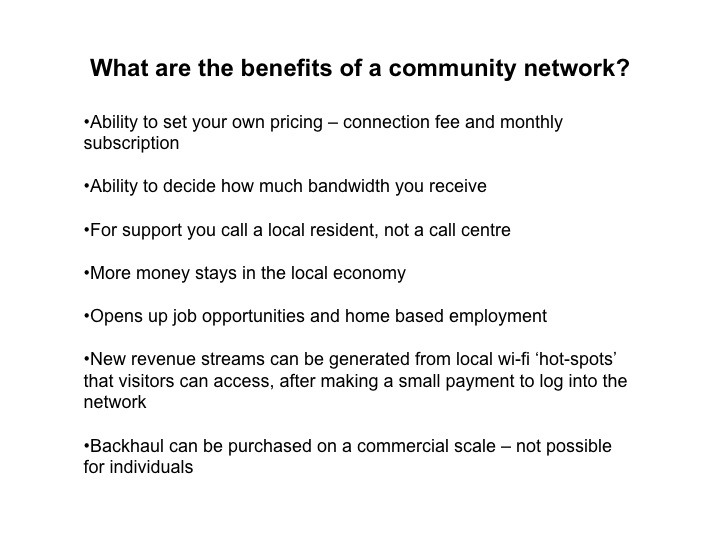 What are the benefits of a community network?
•Ability to set your own pricing – connection fee and monthly
subscription
•Ability to decide how much bandwidth you receive
•For support you call a local resident, not a call centre
•More money stays in the local economy
•Opens up job opportunities and home based employment
•New revenue streams can be generated from local wi-fi ‘hot-spots’
that visitors can access, after making a small payment to log into the
network
•Backhaul can be purchased on a commercial scale – not possible
for individuals